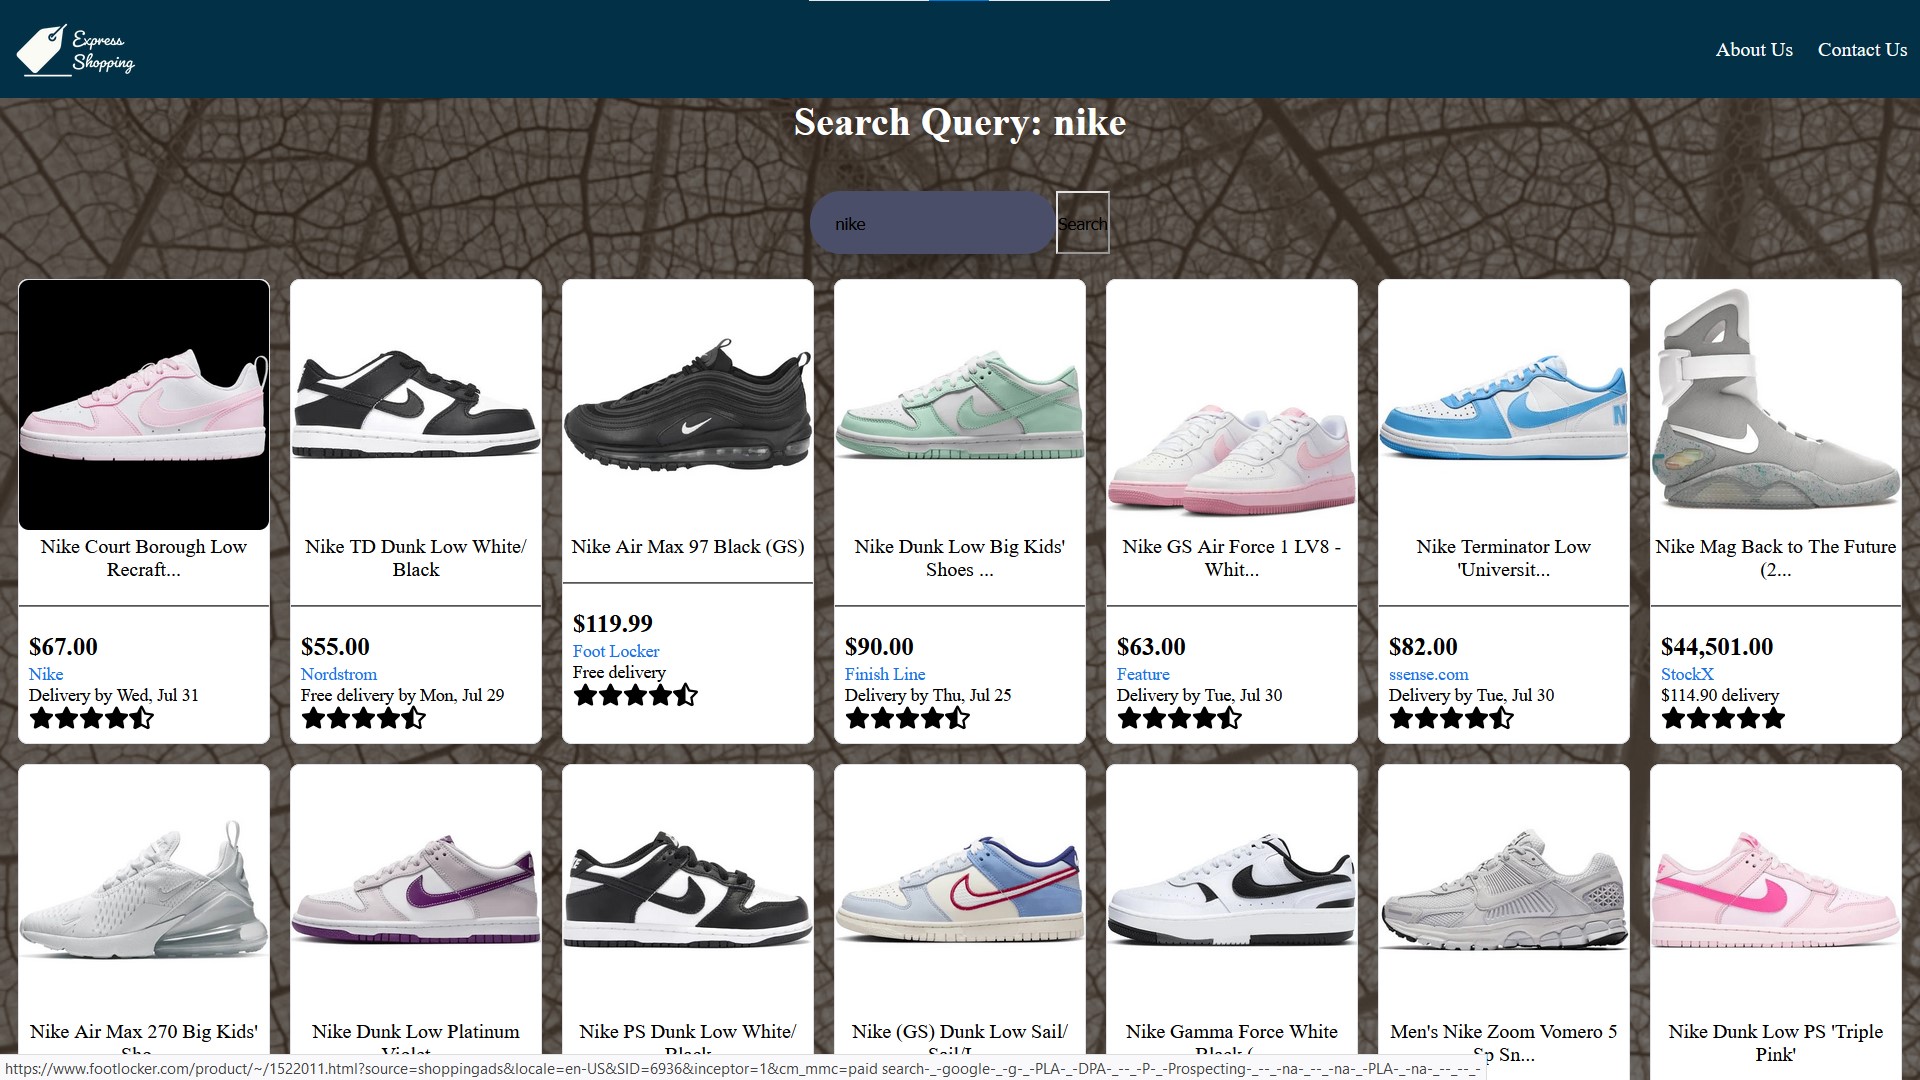 Express
Shopping
About Us
Contact Us
Search Query: nike
nike
Search
Nike Court Borough Low
Recraft...
$67.00
Nike
Delivery by Wed, Jul 31
Nike TD Dunk Low White/
Black
$55.00
Nordstrom
Free delivery by Mon, Jul 29
Nike Air Max 97 Black (GS)
$119.99
Foot Locker
Free delivery
Nike Dunk Low Big Kids'
Shoes ...
$90.00
Finish Line
Delivery by Thu, Jul 25
Nike GS Air Force 1 LV8 -
Whit...
$63.00
Feature
Delivery by Tue, Jul 30
Nike Terminator Low
'Universit...
$82.00
ssense.com
Delivery by Tue, Jul 30
Nike Mag Back to The Future
(2...
$44,501.00
StockX
$114.90 delivery
Nike Air Max 270 Big Kids'
Sho...
Nike Dunk Low Platinum
Violet...
Nike PS Dunk Low White/
Black
Nike (GS) Dunk Low Sail/
Sail/L...
Nike Gamma Force White
Black (...
Men's Nike Zoom Vomero 5
Sp Sn...
Nike Dunk Low PS 'Triple
Pink'
https://www.footlocker.com/product/~/1522011.html?source=shoppingads&locale=en-US&SID=6936&inceptor=1&cm_mmc=paid search-_-google-_-g-_-PLA-_-DPA-_--_-P-_-Prospecting-_--_-na-_--_-na-_-PLA-_-na-_--_--_-